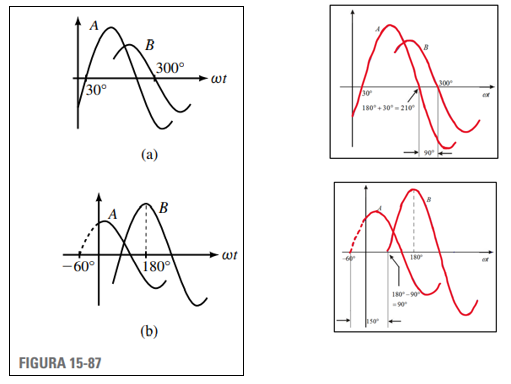 A
B
300°
ωt
30°
(a)
A
B
ωt
−60°
180°
(b)
FIGURA 15-87
A
B
30°
300°
ωt
180° + 30° = 210°
90°
A
B
-60°
180°
ωt
180° - 90°
= 90°
150°